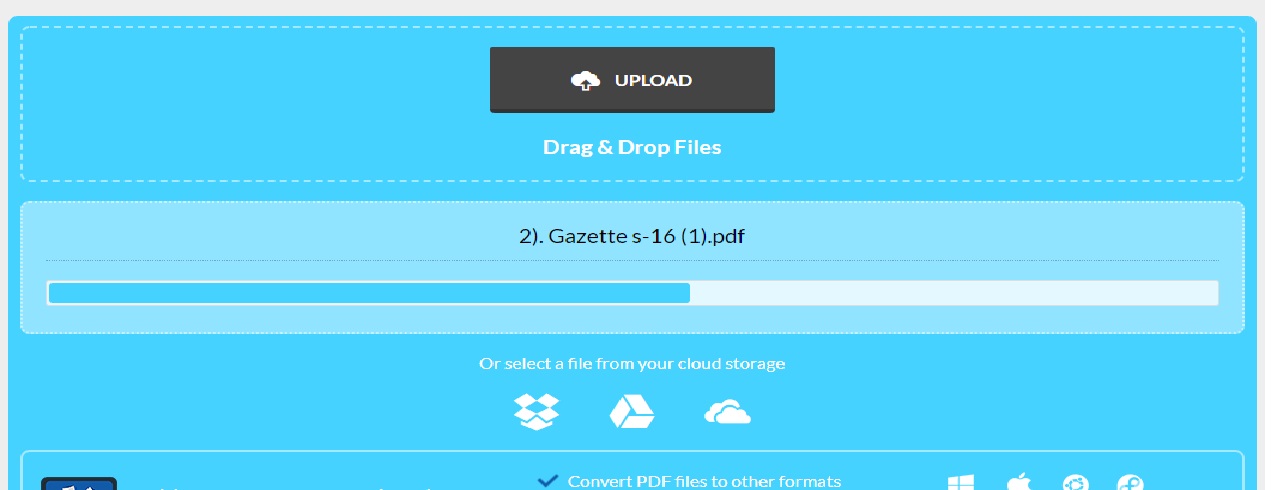 UPLOAD
Drag & Drop Files
2). Gazette s-16 (1).pdf
Or select a file from your cloud storage
Convert PDF files to other formats